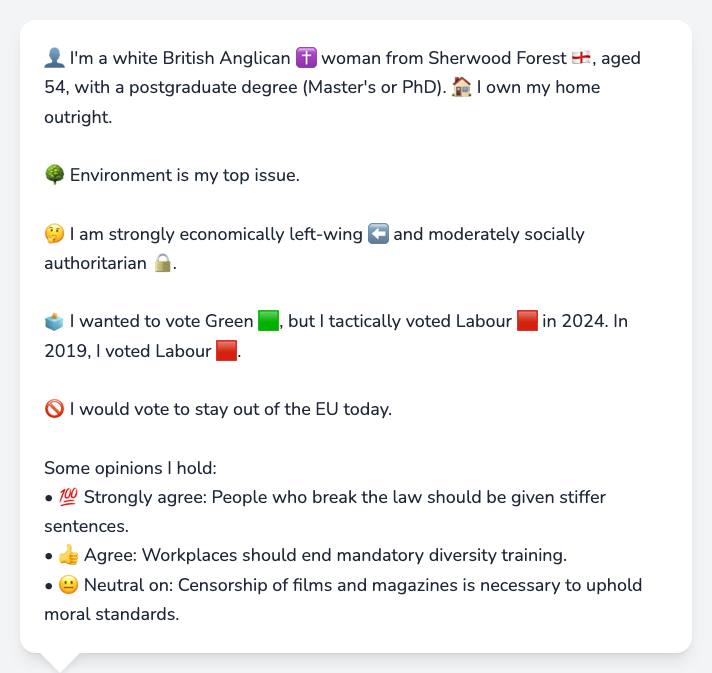 👤 I'm a white British Anglican ✝️ woman from Sherwood Forest 🏴󠁧󠁢󠁥󠁮󠁧󠁿, aged
54, with a postgraduate degree (Master's or PhD). 🏠 I own my home
outright.
🌳 Environment is my top issue.
🤔 I am strongly economically left-wing ⬅️ and moderately socially
authoritarian 🔒.
🗳️ I wanted to vote Green 🟩, but I tactically voted Labour 🟥 in 2024. In
2019, I voted Labour 🟥.
🚫 I would vote to stay out of the EU today.
Some opinions I hold:
• 💯 Strongly agree: People who break the law should be given stiffer
sentences.
• 👍 Agree: Workplaces should end mandatory diversity training.
• 😐 Neutral on: Censorship of films and magazines is necessary to uphold
moral standards.